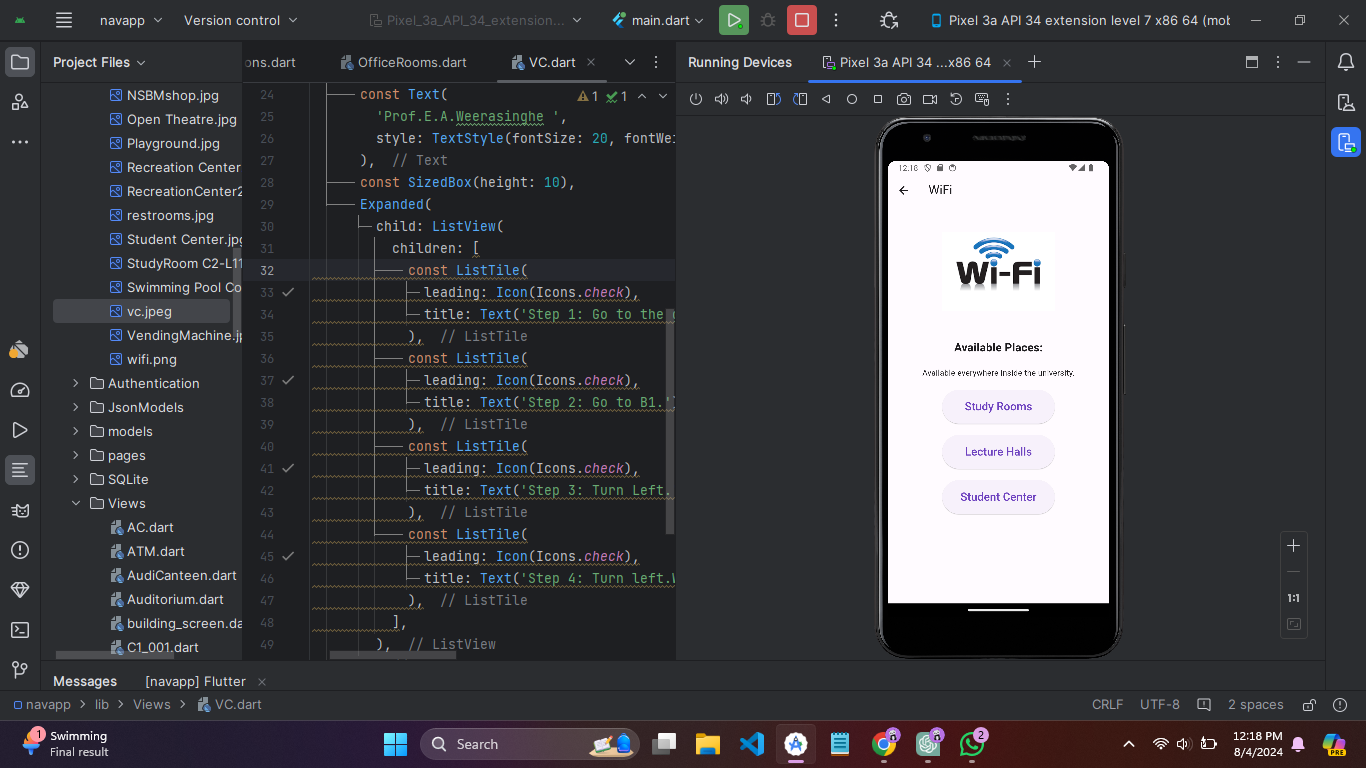 navapp
Version control
Pixel_3a_API_34_extension...
main.dart
Pixel 3a API 34 extension level 7 x86 64 (mob
Project Files
ons.dart
OfficeRooms.dart
VC.dart
Running Devices
Pixel 3a API 34 ...x86 64
NSBMshop.jpg
Open Theatre.jpg
Playground.jpg
Recreation Center
RecreationCenter2
restrooms.jpg
Student Center.jpg
StudyRoom C2-L11
Swimming Pool Co
vc.jpeg
VendingMachine.jp
wifi.png
Authentication
JsonModels
models
pages
SQLite
Views
AC.dart
ATM.dart
AudiCanteen.dart
Auditorium.dart
building_screen.da
C1_001.dart
1 1
24 const Text(
25 'Prof.E.A.Weerasinghe ',
26 style: TextStyle(fontSize: 20, fontWei
27 ), // Text
28 const SizedBox(height: 10),
29 Expanded(
30 child: ListView(
31 children: [
32 const ListTile(
33 leading: Icon(Icons.check),
34 title: Text('Step 1: Go to the
35 ), // ListTile
36 const ListTile(
37 leading: Icon(Icons.check),
38 title: Text('Step 2: Go to B1.'
39 ), // ListTile
40 const ListTile(
41 leading: Icon(Icons.check),
42 title: Text('Step 3: Turn Left.
43 ), // ListTile
44 const ListTile(
45 leading: Icon(Icons.check),
46 title: Text('Step 4: Turn left.
47 ), // ListTile
48 ],
49 ), // ListView
12:18
WiFi
Wi-Fi
Available Places:
Available everywhere inside the university.
Study Rooms
Lecture Halls
Student Center
1:1
Messages
[navapp] Flutter
navapp > lib > Views > VC.dart
CRLF
UTF-8
2 spaces
1
Swimming
Final result
Search
2
12:18 PM
8/4/2024
PRE